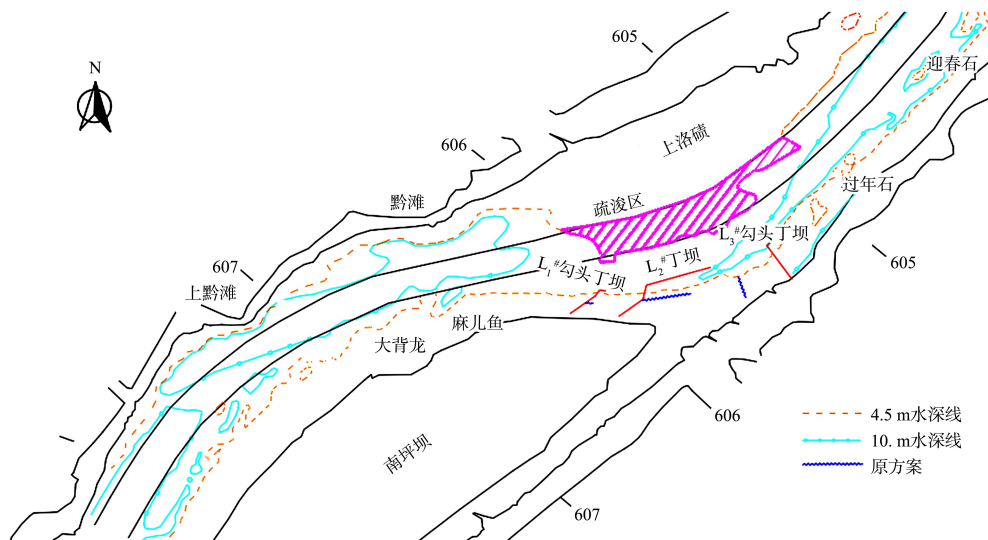 605
N
迎春石
上洛碛
606
过年石
黔滩
疏浚区
L3#勾头丁坝
605
607
L1#勾头丁坝
L2#丁坝
上黔滩
麻儿鱼
大背龙
606
4.5 m水深线
10. m水深线
南坪坝
原方案
607